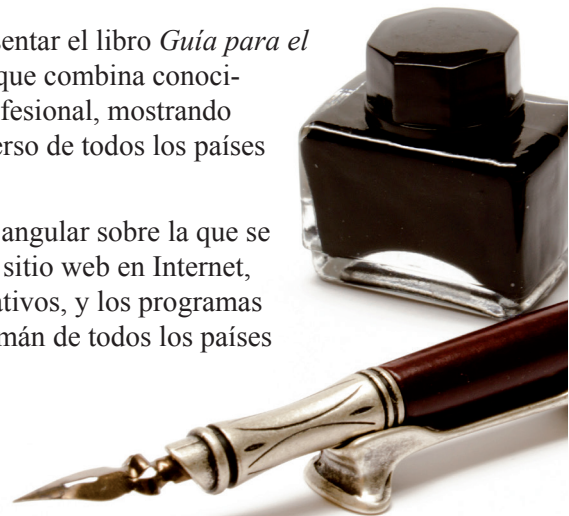 sentar el libro Guía para el
que combina conoci-
fesional, mostrando
erso de todos los países
angular sobre la que se
sitio web en Internet,
ativos, y los programas
mán de todos los países